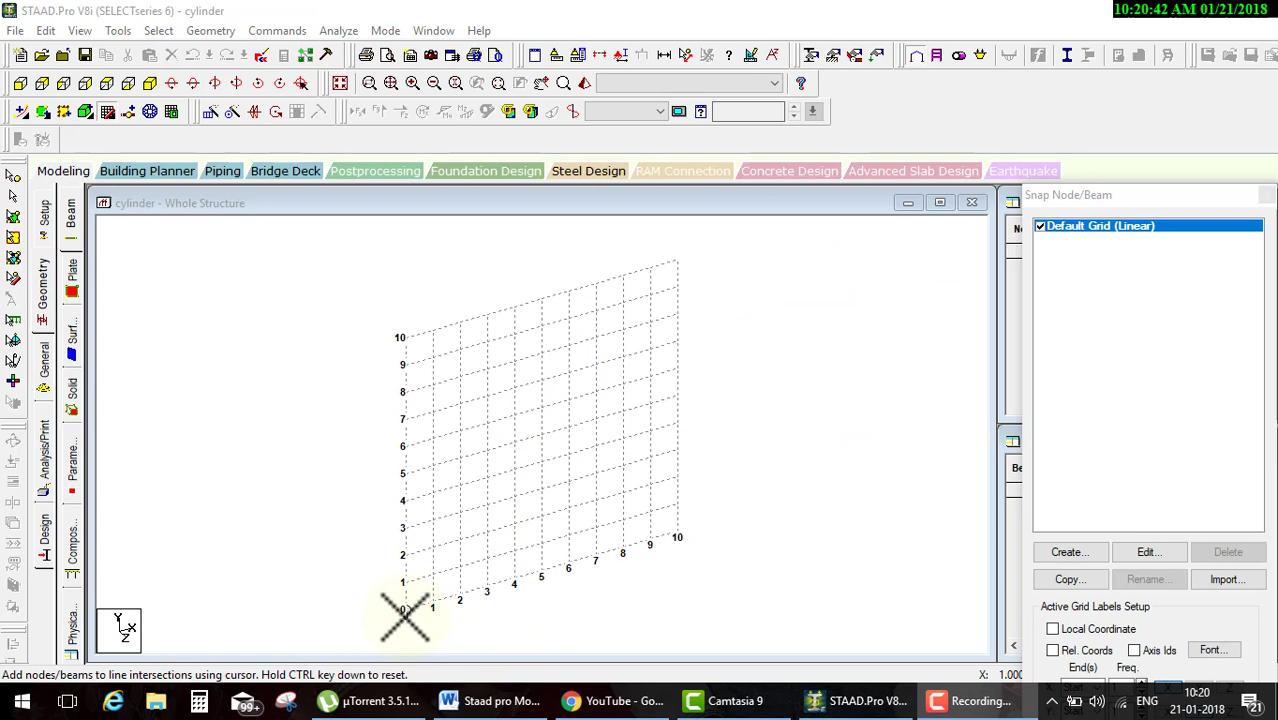 STAAD.Pro V8i (SELECTseries 6) - cylinder
10:20:42 AM 01/21/2018
File Edit View Tools Select Geometry Commands Analyze Mode Window Help
Modeling Building Planner Piping Bridge Deck Postprocessing Foundation Design Steel Design RAM Connection Concrete Design Advanced Slab Design Earthquake
Setup
Geometry
General
Analysis/Print
Design
Beam
Plate
Surf...
Solid
Parame...
Compos...
Physica...
cylinder - Whole Structure
10
9
8
7
6
5
4
3
2
1
0
1
2
3
4
5
6
7
8
9
10
Y
X
Z
No
Be
Snap Node/Beam
Default Grid (Linear)
Create... Edit... Delete
Copy... Rename... Import...
Active Grid Labels Setup
Local Coordinate
Rel. Coords Axis Ids Font...
End(s) Freq.
X Start 1 X
Add nodes/beams to line intersections using cursor. Hold CTRL key down to reset.
X: 1.000
99+
µTorrent 3.5.1...
Staad pro Mo...
YouTube - Go...
Camtasia 9
STAAD.Pro V8...
Recording...
ENG
10:20
21-01-2018
21